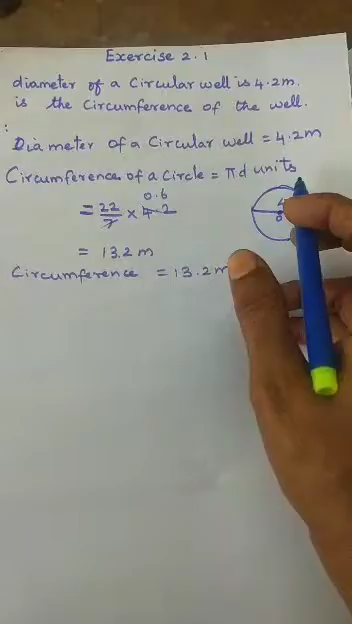 Exercise 2.1
diameter of a Circular well is 4.2m.
is the Circumference of the well.
:
Diameter of a Circular well = 4.2m
Circumference of a Circle = πd units
0.6
= 22/7 × 4.2
= 13.2 m
Circumference = 13.2 m